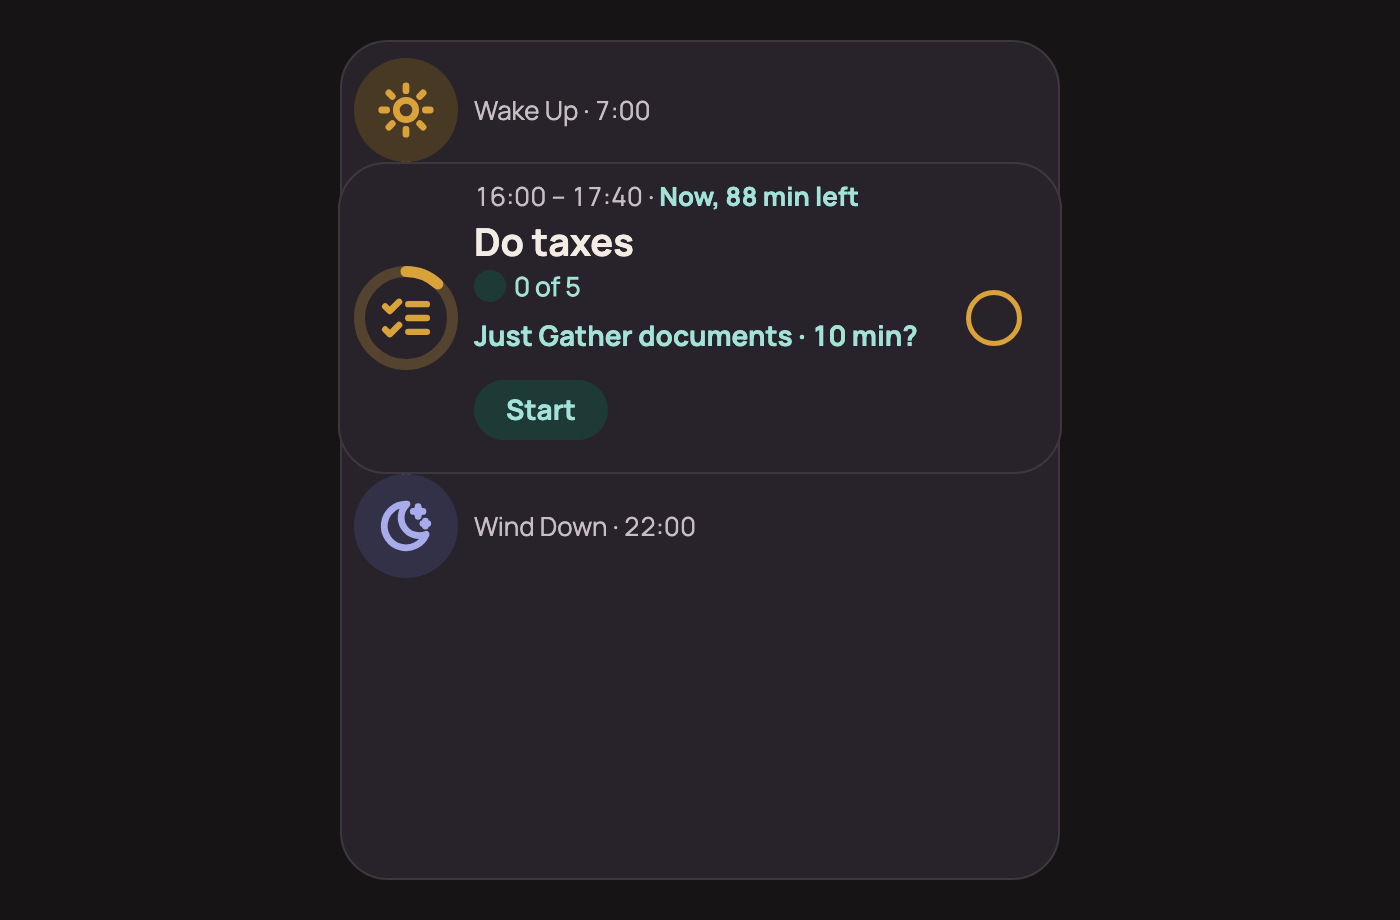 Wake Up · 7:00
16:00 – 17:40 · Now, 88 min left
Do taxes
0 of 5
Just Gather documents · 10 min?
Start
Wind Down · 22:00